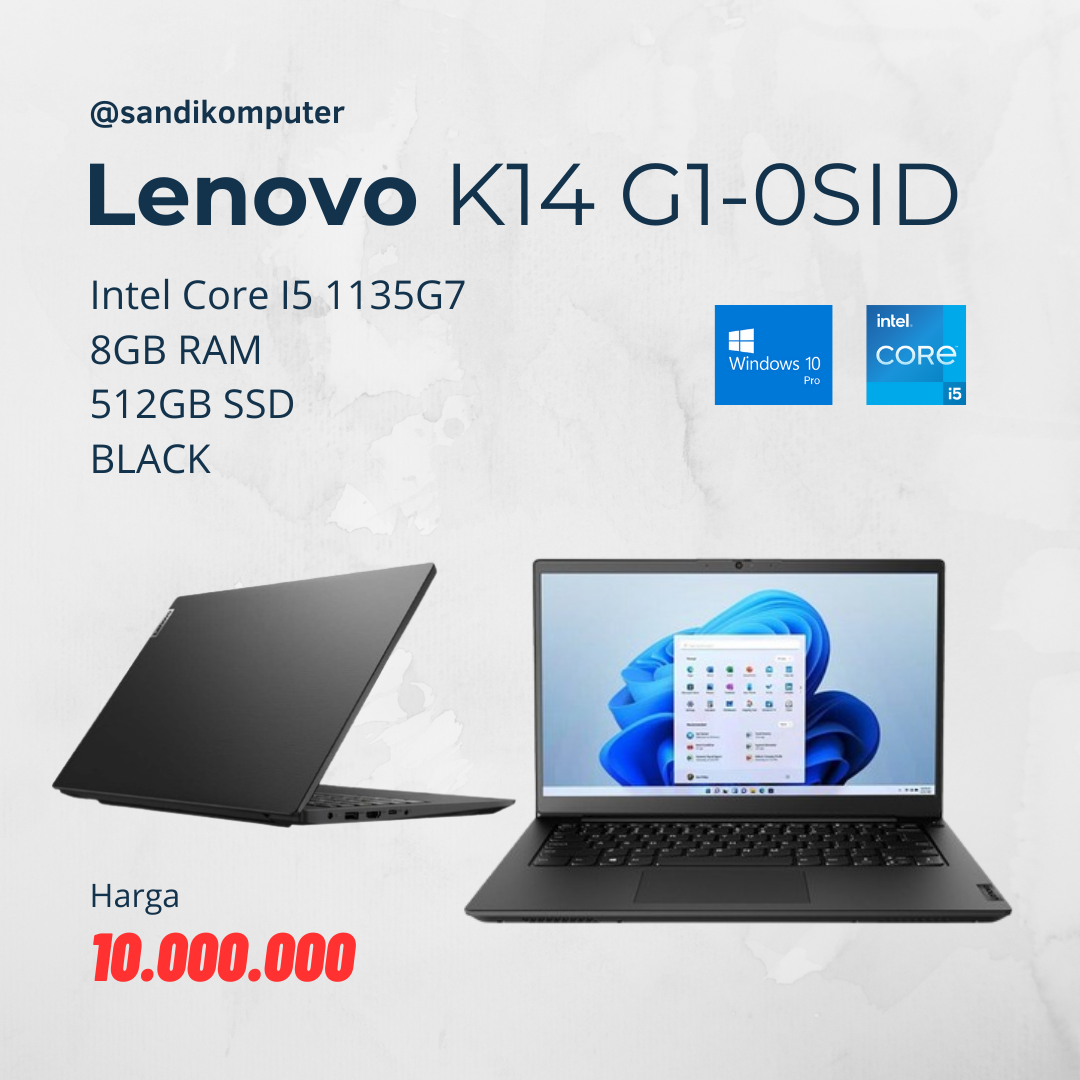 @sandikomputer
Lenovo K14 G1-0SID
Intel Core I5 1135G7
8GB RAM
512GB SSD
BLACK
Windows 10
Pro
intel.
CORE
i5
Harga
10.000.000